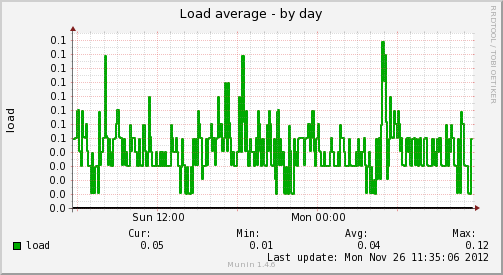 Load average - by day
RRDTOOL / TOBI OETIKER
load
0.1
0.1
0.1
0.1
0.1
0.1
0.1
0.1
0.0
0.0
0.0
0.0
0.0
Sun 12:00 Mon 00:00
Cur: Min: Avg: Max:
load 0.05 0.01 0.04 0.12
Last update: Mon Nov 26 11:35:06 2012
Munin 1.4.6